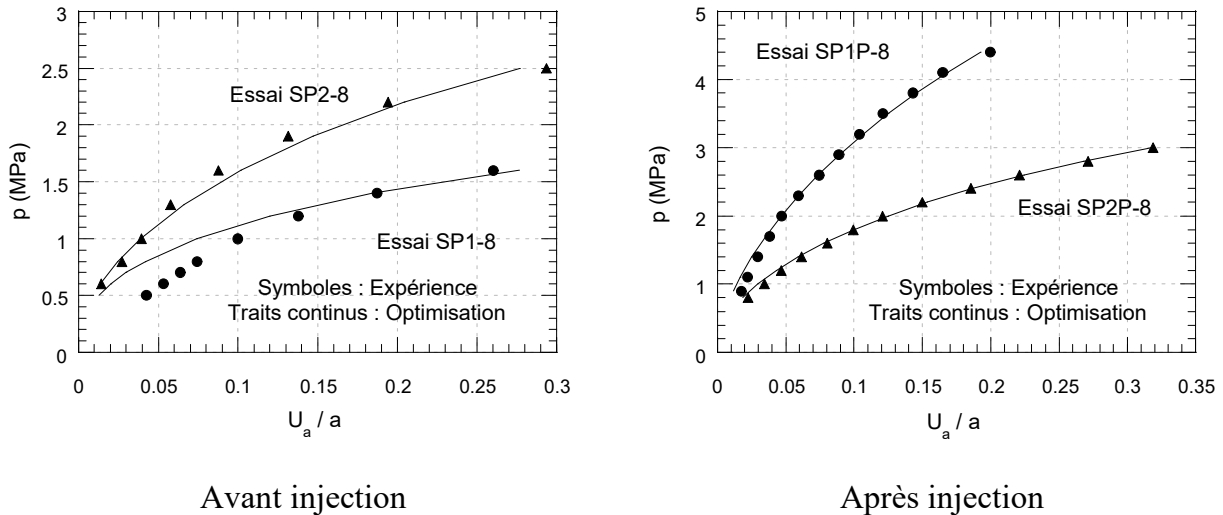 3
2.5
2
1.5
1
0.5
0
p (MPa)
Essai SP2-8
Essai SP1-8
Symboles : Expérience
Traits continus : Optimisation
0 0.05 0.1 0.15 0.2 0.25 0.3
U_a / a
Avant injection
5
4
3
2
1
0
p (MPa)
Essai SP1P-8
Essai SP2P-8
Symboles : Expérience
Traits continus : Optimisation
0 0.05 0.1 0.15 0.2 0.25 0.3 0.35
U_a / a
Après injection